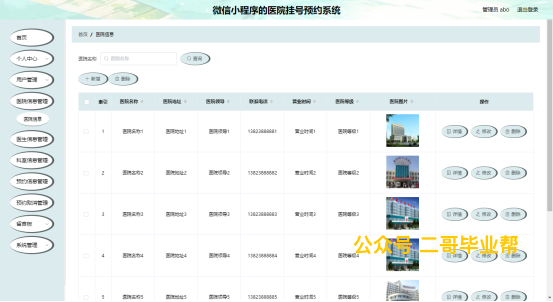 微信小程序的医院挂号预约系统
管理员 abo 退出登录
首页
个人中心
用户管理
医院信息管理
医院信息
医生信息管理
科室信息管理
预约信息管理
预约取消管理
留言板
系统管理
首页 / 医院信息
医院名称 医院名称 查询
+ 新增 删除
索引 医院名称 医院地址 医院领导 联系电话 营业时间 医院等级 医院图片 操作
1 医院名称1 医院地址1 医院领导1 13823888881 营业时间1 医院等级1 详情 修改 删除
2 医院名称2 医院地址2 医院领导2 13823888882 营业时间2 医院等级2 详情 修改 删除
3 医院名称3 医院地址3 医院领导3 13823888883 营业时间3 医院等级3 详情 修改 删除
4 医院名称4 医院地址4 医院领导4 13823888884 营业时间4 医院等级4 详情 修改 删除
5 医院名称5 医院地址5 医院领导5 13823888885 营业时间5 医院等级5 详情 修改 删除
公众号 二哥毕业帮